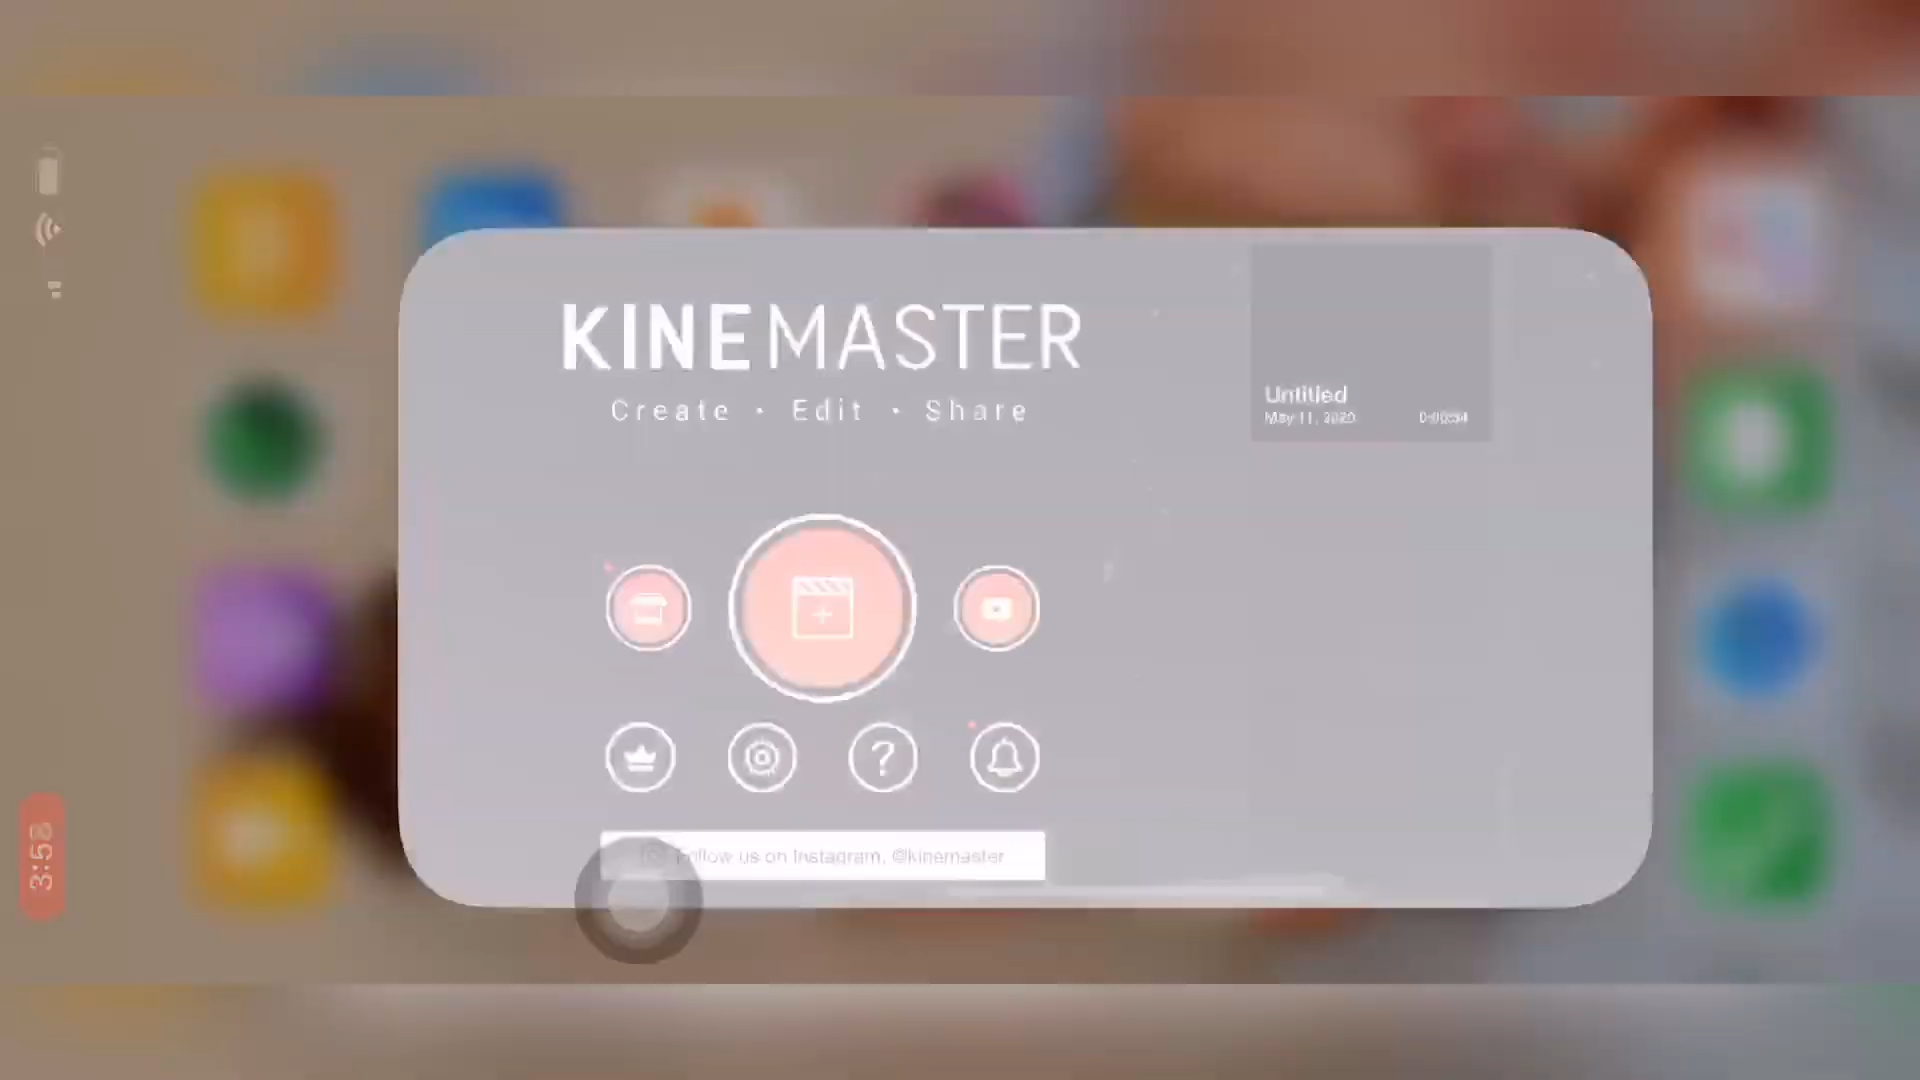 KINEMASTER
Create • Edit • Share
Untitled
May 11, 2020
?
Follow us on Instagram, @kinemaster
3:58